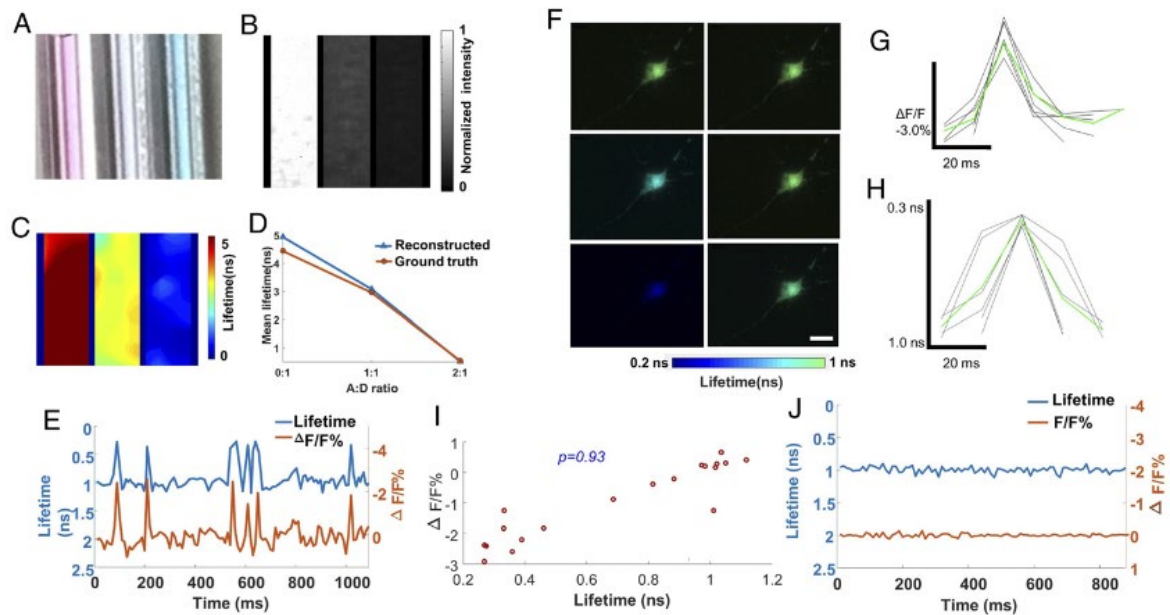 A
B
1
Normalized intensity
0
C
5
Lifetime(ns)
0
D
5
4
3
2
1
Mean lifetime(ns)
Reconstructed
Ground truth
0:1 1:1 2:1
A:D ratio
E
Lifetime
ΔF/F%
0
0.5
1
1.5
2
2.5
Lifetime (ns)
-4
-2
0
Δ F/F%
0 200 400 600 800 1000
Time (ms)
F
0.2 ns 1 ns
Lifetime(ns)
G
ΔF/F
-3.0%
20 ms
H
0.3 ns
1.0 ns
20 ms
I
p=0.93
1
0
-1
-2
-3
Δ F/F%
0.2 0.4 0.6 0.8 1 1.2
Lifetime (ns)
J
Lifetime
F/F%
0
0.5
1
1.5
2
2.5
Lifetime (ns)
-4
-3
-2
-1
0
1
Δ F/F%
0 200 400 600 800
Time (ms)